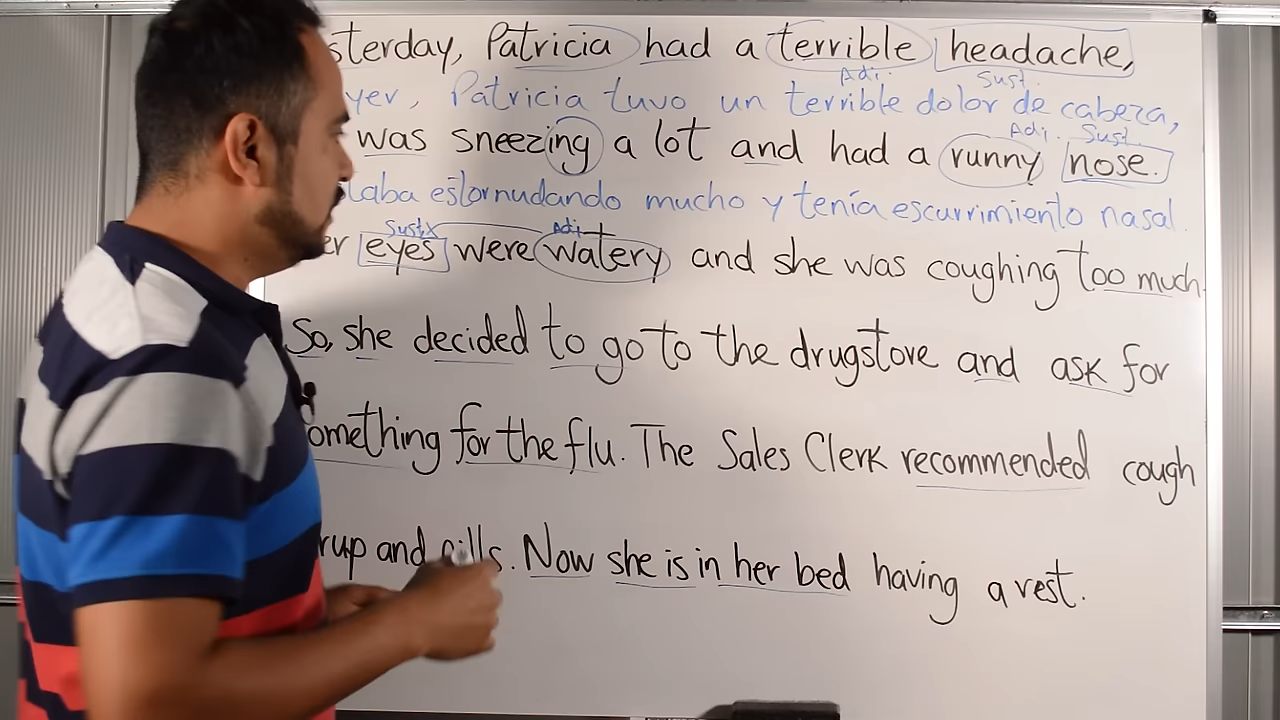 sterday, Patricia had a terrible headache,
Adj. Sust.
yer, Patricia tuvo un terrible dolor de cabeza,
Adj. Sust.
was sneezing a lot and had a runny nose.
taba estornudando mucho y tenía escurrimiento nasal.
Sust. Adj.
er eyes were watery and she was coughing too much.
So, she decided to go to the drugstore and ask for
omething for the flu. The Sales Clerk recommended cough
rup and pills. Now she is in her bed having a rest.